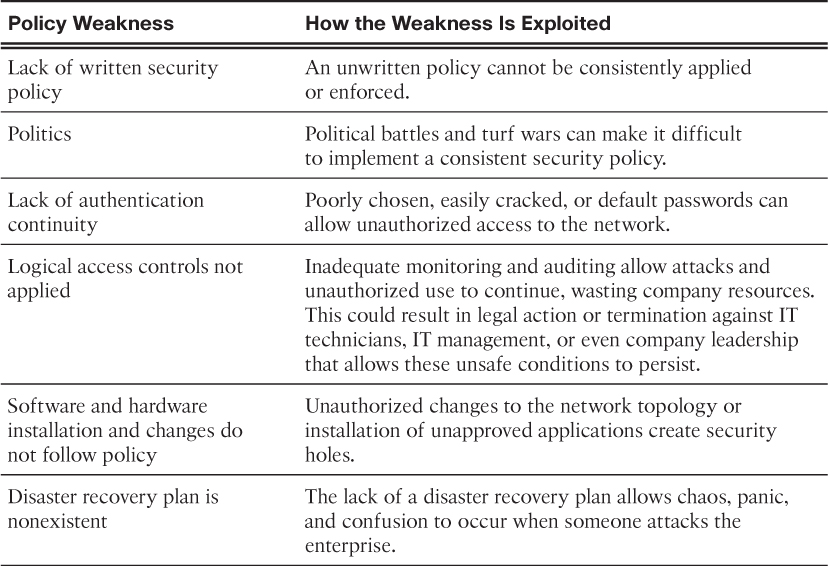 Policy Weakness
How the Weakness Is Exploited
Lack of written security
policy
An unwritten policy cannot be consistently applied
or enforced.
Politics
Political battles and turf wars can make it difficult
to implement a consistent security policy.
Lack of authentication
continuity
Poorly chosen, easily cracked, or default passwords can
allow unauthorized access to the network.
Logical access controls not
applied
Inadequate monitoring and auditing allow attacks and
unauthorized use to continue, wasting company resources.
This could result in legal action or termination against IT
technicians, IT management, or even company leadership
that allows these unsafe conditions to persist.
Software and hardware
installation and changes do
not follow policy
Unauthorized changes to the network topology or
installation of unapproved applications create security
holes.
Disaster recovery plan is
nonexistent
The lack of a disaster recovery plan allows chaos, panic,
and confusion to occur when someone attacks the
enterprise.